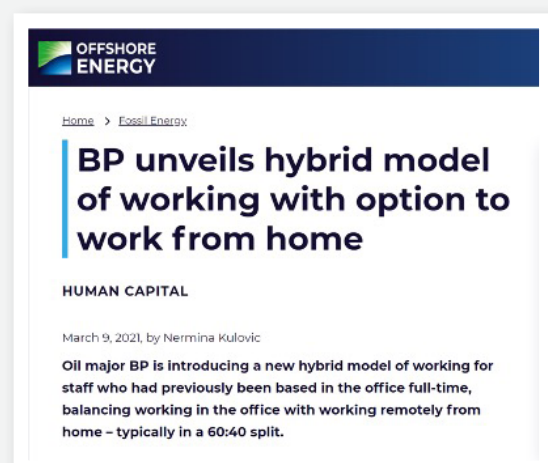 OFFSHORE
ENERGY
Home > Fossil Energy
BP unveils hybrid model
of working with option to
work from home
HUMAN CAPITAL
March 9, 2021, by Nermina Kulovic
Oil major BP is introducing a new hybrid model of working for
staff who had previously been based in the office full-time,
balancing working in the office with working remotely from
home – typically in a 60:40 split.